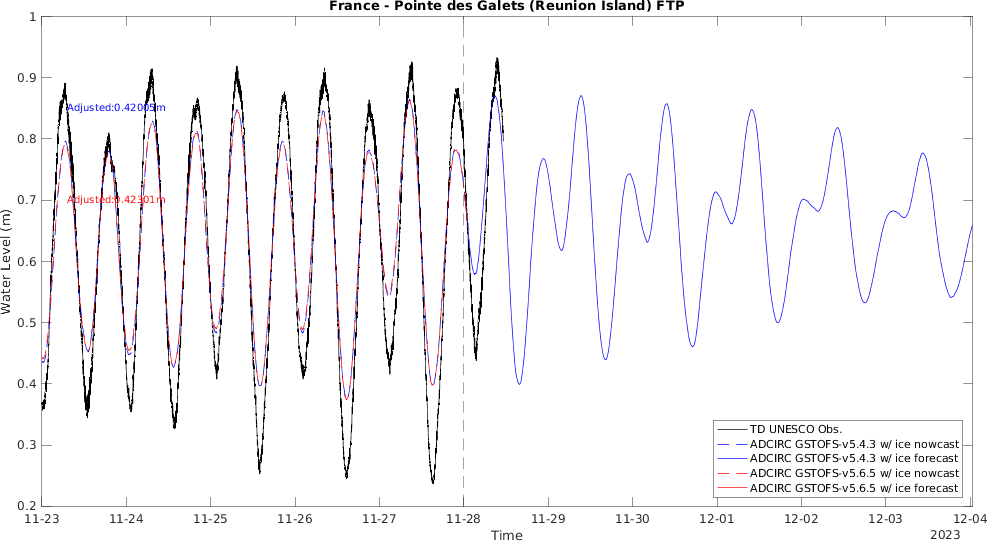 France - Pointe des Galets (Reunion Island) FTP
1
0.9
0.8
0.7
0.6
0.5
0.4
0.3
0.2
Water Level (m)
Adjusted:0.42005m
Adjusted:0.42301m
TD UNESCO Obs.
ADCIRC GSTOFS-v5.4.3 w/ ice nowcast
ADCIRC GSTOFS-v5.4.3 w/ ice forecast
ADCIRC GSTOFS-v5.6.5 w/ ice nowcast
ADCIRC GSTOFS-v5.6.5 w/ ice forecast
11-23 11-24 11-25 11-26 11-27 11-28 11-29 11-30 12-01 12-02 12-03 12-04
Time
2023